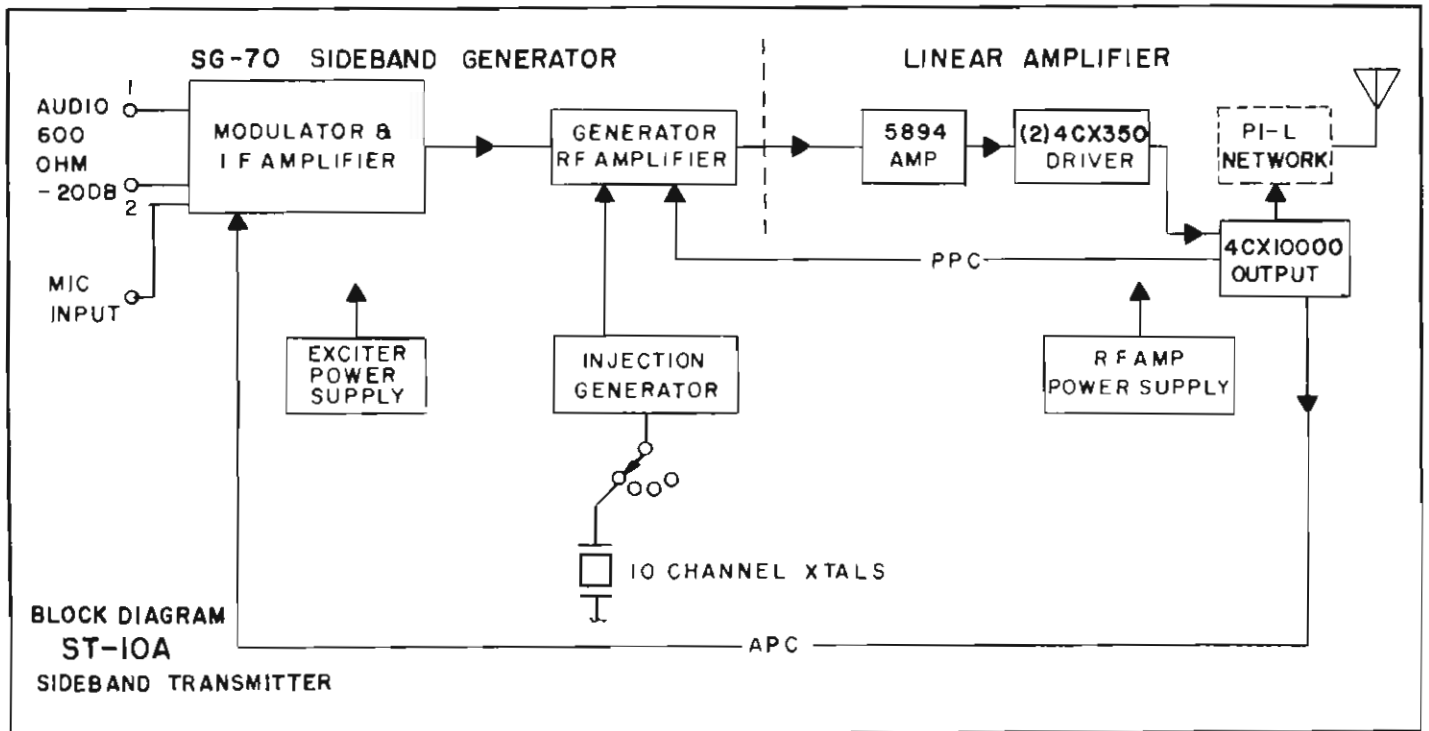 SG-70 SIDEBAND GENERATOR
LINEAR AMPLIFIER
AUDIO
600
OHM
-20DB
1
2
MIC
INPUT
MODULATOR &
IF AMPLIFIER
GENERATOR
RF AMPLIFIER
5894
AMP
(2) 4CX350
DRIVER
PI-L
NETWORK
4CX10000
OUTPUT
PPC
EXCITER
POWER
SUPPLY
INJECTION
GENERATOR
RF AMP
POWER SUPPLY
10 CHANNEL XTALS
APC
BLOCK DIAGRAM
ST-10A
SIDEBAND TRANSMITTER